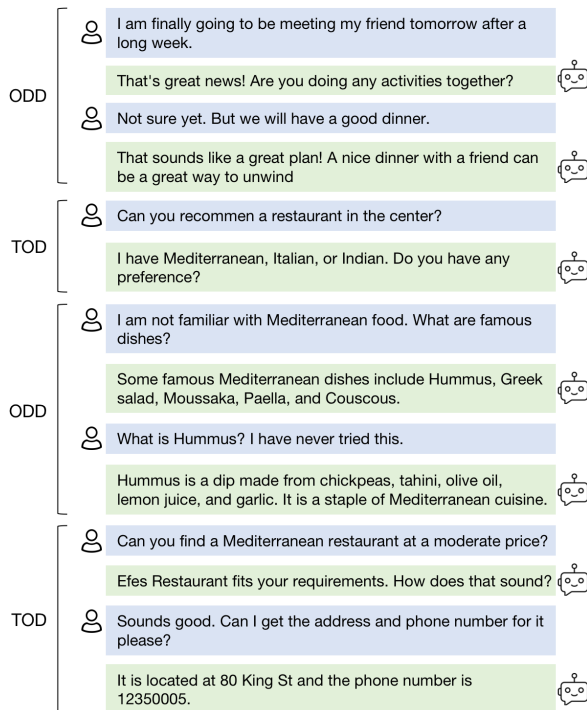 ODD
I am finally going to be meeting my friend tomorrow after a
long week.
That's great news! Are you doing any activities together?
Not sure yet. But we will have a good dinner.
That sounds like a great plan! A nice dinner with a friend can
be a great way to unwind
TOD
Can you recommen a restaurant in the center?
I have Mediterranean, Italian, or Indian. Do you have any
preference?
ODD
I am not familiar with Mediterranean food. What are famous
dishes?
Some famous Mediterranean dishes include Hummus, Greek
salad, Moussaka, Paella, and Couscous.
What is Hummus? I have never tried this.
Hummus is a dip made from chickpeas, tahini, olive oil,
lemon juice, and garlic. It is a staple of Mediterranean cuisine.
TOD
Can you find a Mediterranean restaurant at a moderate price?
Efes Restaurant fits your requirements. How does that sound?
Sounds good. Can I get the address and phone number for it
please?
It is located at 80 King St and the phone number is
12350005.